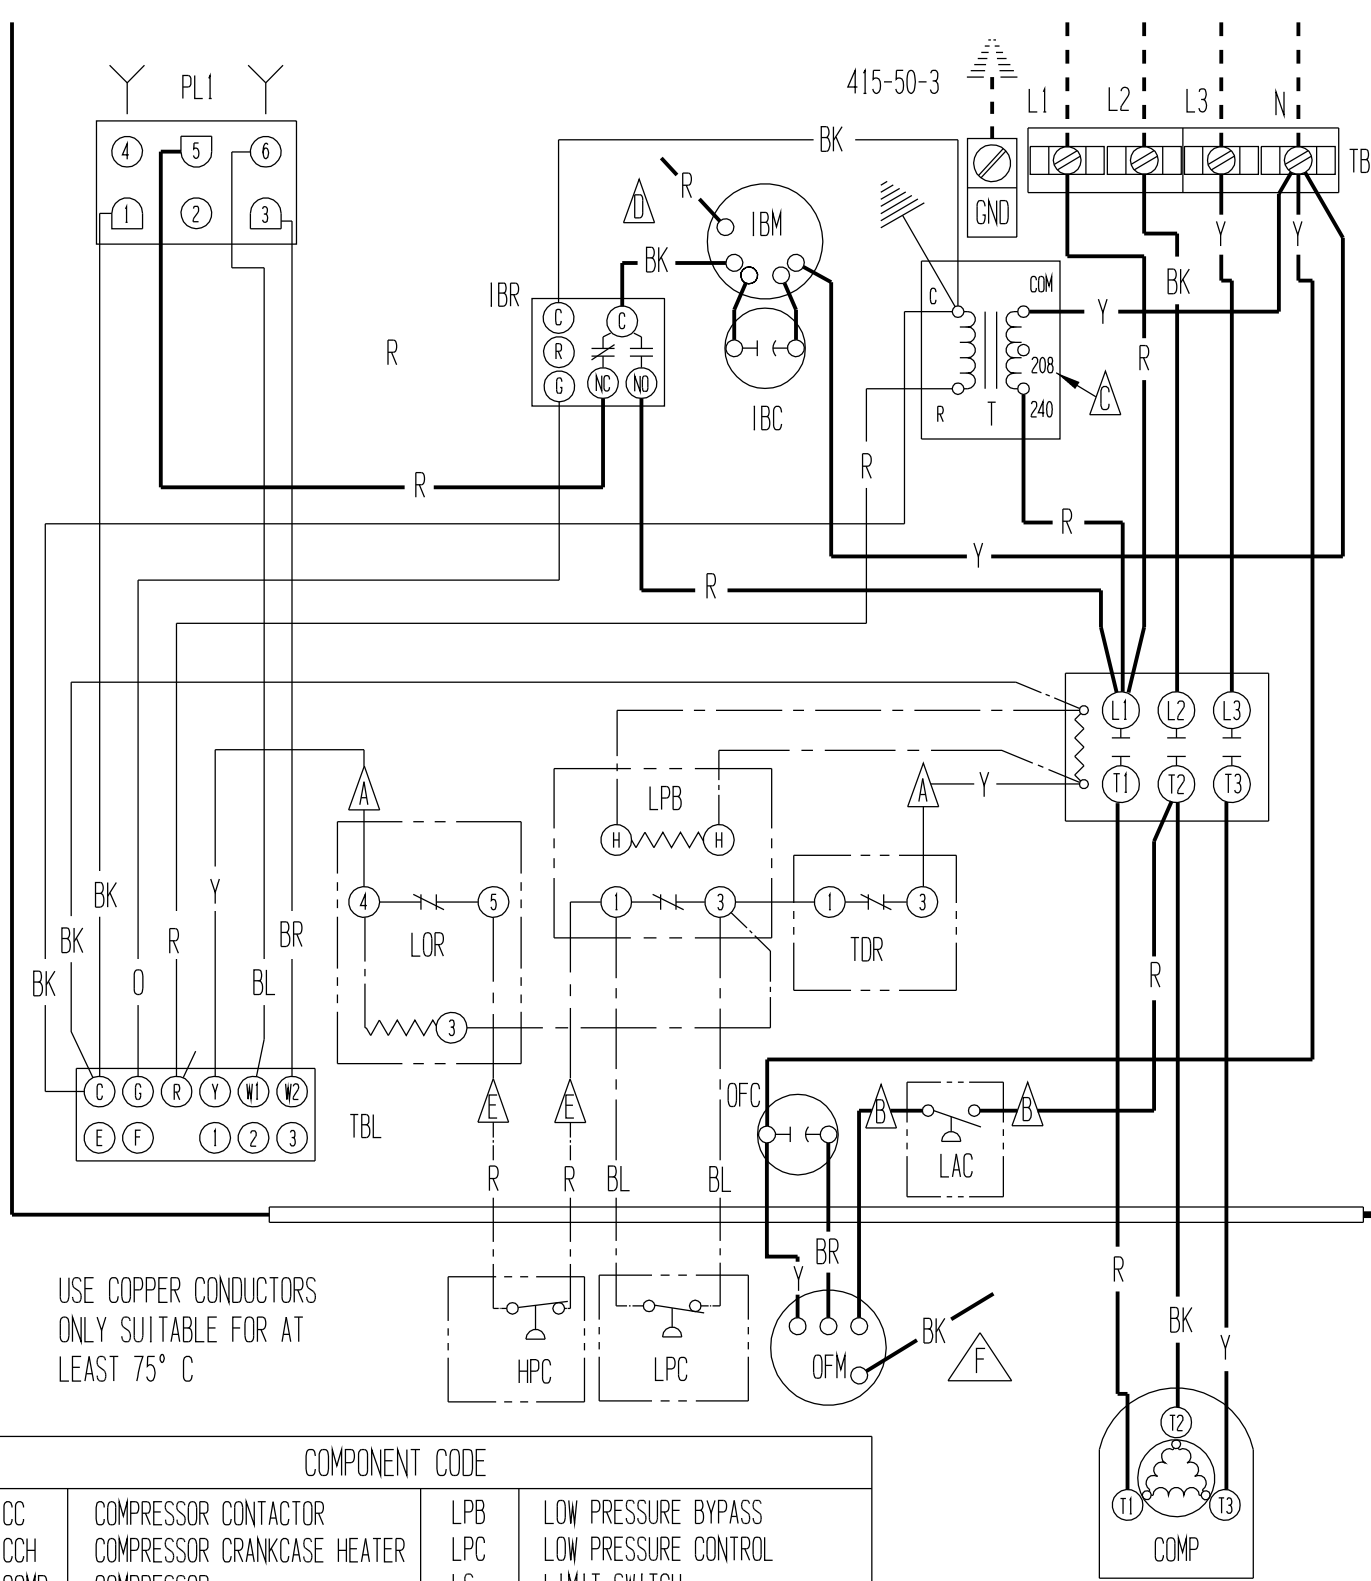 PL1
4 5 6
1 2 3
415-50-3
L1 L2 L3 N
TB
GND
BK
R
D
IBM
BK
IBR
C
R
G
C
NC NO
IBC
R
C COM
208
R T 240
C
Y
R
BK
Y Y
R
R
R
Y
R
L1 L2 L3
T1 T2 T3
A
LPB
H H
A Y
4 5
LOR
3
1 3
1 3
TDR
BK
BK
BK
O
R
Y
BL
BR
R
C G R Y W1 W2
E F 1 2 3
TBL
E E
R R BL BL
OFC
B B
LAC
BR
Y
OFM
BK
F
HPC LPC
R
BK
Y
T2
T1 T3
COMP
USE COPPER CONDUCTORS
ONLY SUITABLE FOR AT
LEAST 75° C
COMPONENT CODE
CC COMPRESSOR CONTACTOR LPB LOW PRESSURE BYPASS
CCH COMPRESSOR CRANKCASE HEATER LPC LOW PRESSURE CONTROL